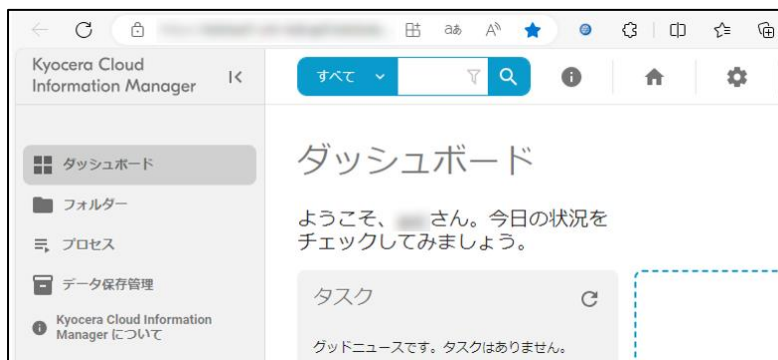 Kyocera Cloud
Information Manager
すべて
ダッシュボード
フォルダー
プロセス
データ保存管理
Kyocera Cloud Information
Manager について
ダッシュボード
ようこそ、 さん。今日の状況を
チェックしてみましょう。
タスク
グッドニュースです。タスクはありません。